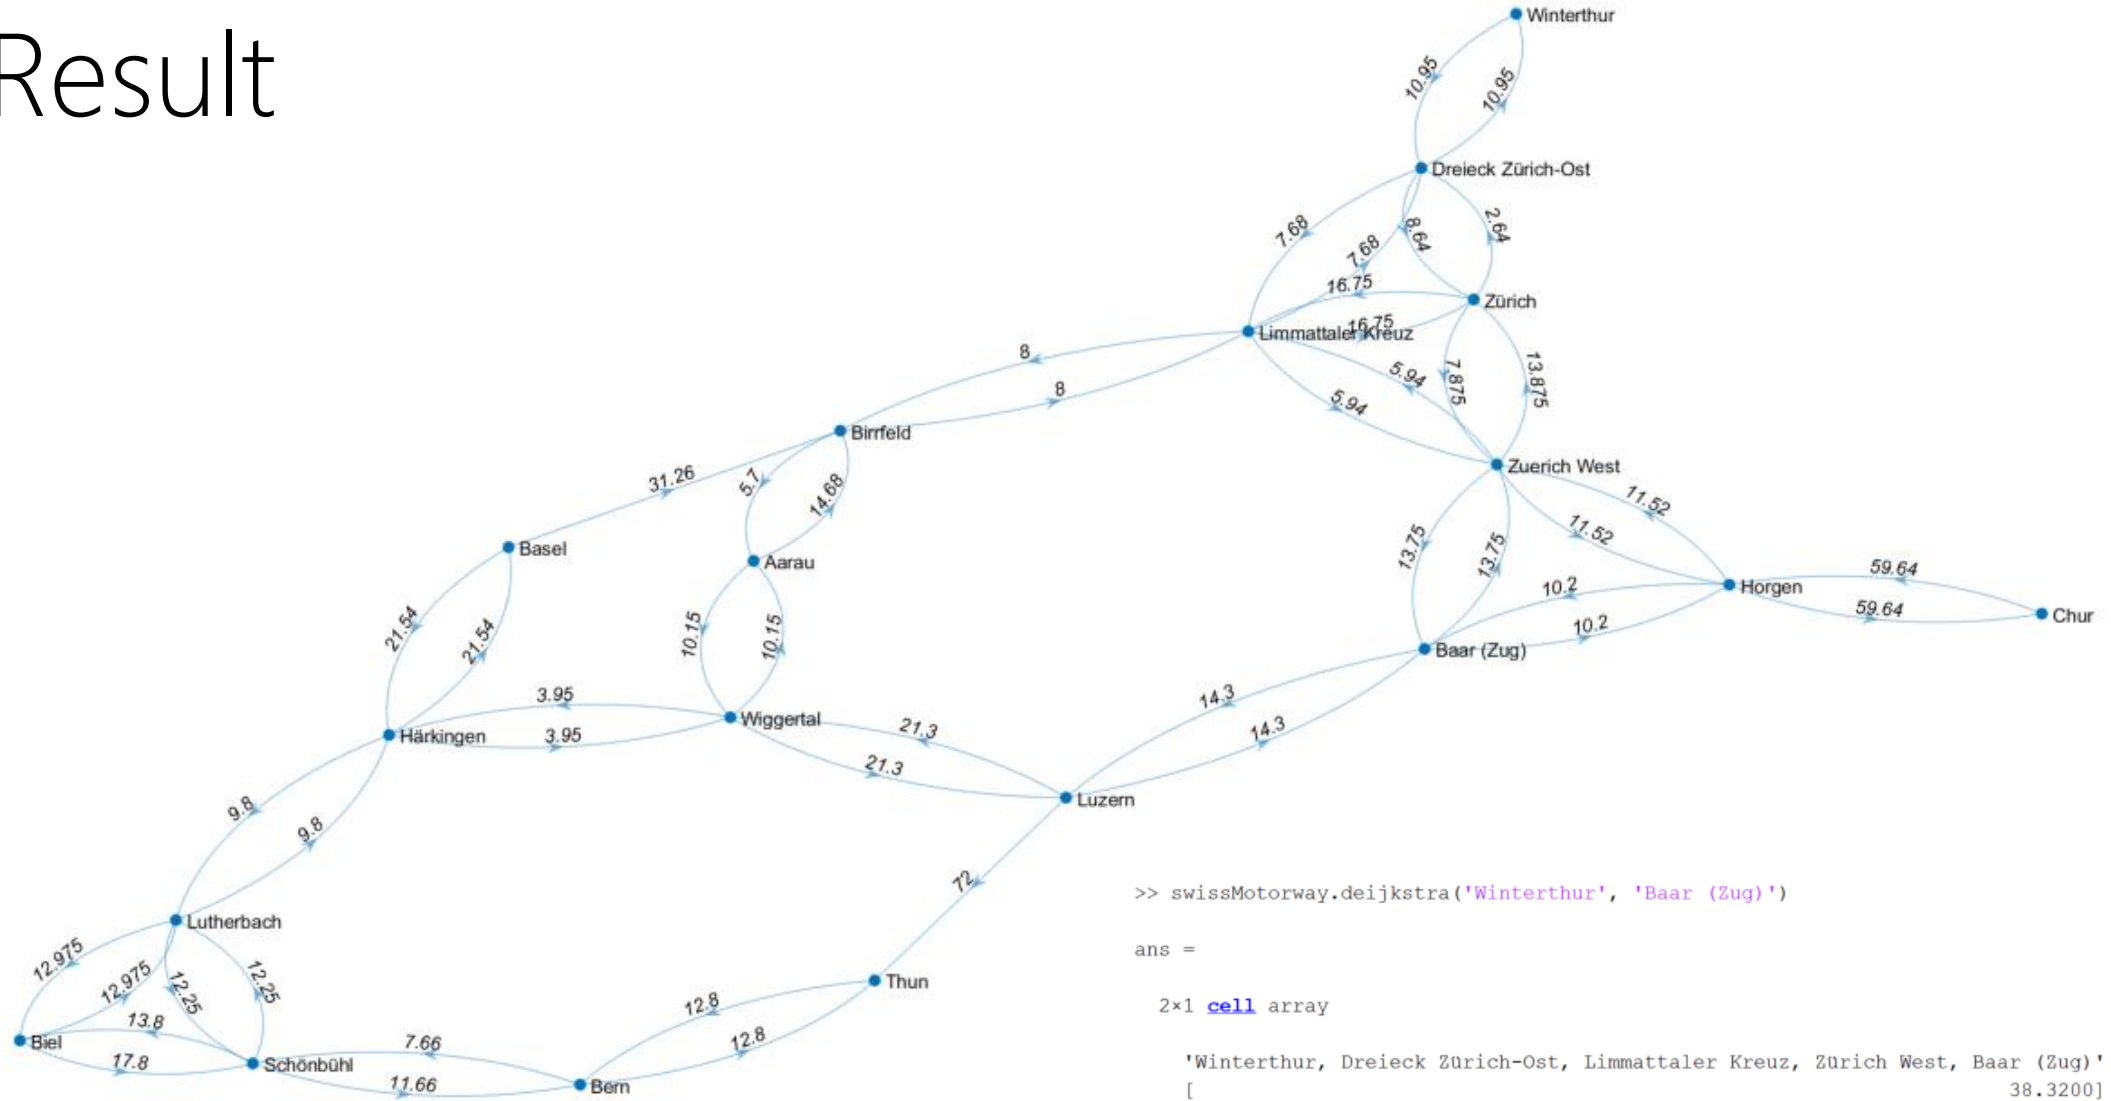 Result
Winterthur
10.95
10.95
Dreieck Zürich-Ost
7.68
7.68
8.64
2.64
16.75
Zürich
16.75
Limmattaler Kreuz
8
8
5.94
5.94
7.875
13.875
Birrfeld
Zuerich West
31.26
5.7
14.68
11.52
11.52
13.75
13.75
Basel
Aarau
59.64
59.64
Horgen
Chur
10.2
10.2
21.54
21.54
10.15
10.15
Baar (Zug)
3.95
3.95
Wiggertal
Härkingen
21.3
21.3
14.3
14.3
Luzern
9.8
9.8
72
Lutherbach
12.975
12.975
12.25
12.25
Thun
13.8
17.8
Biel
Schönbühl
7.66
11.66
12.8
12.8
Bern
>> swissMotorway.deijkstra('Winterthur', 'Baar (Zug)')
ans =
2×1 cell array
'Winterthur, Dreieck Zürich-Ost, Limmattaler Kreuz, Zürich West, Baar (Zug)'
[ 38.3200]